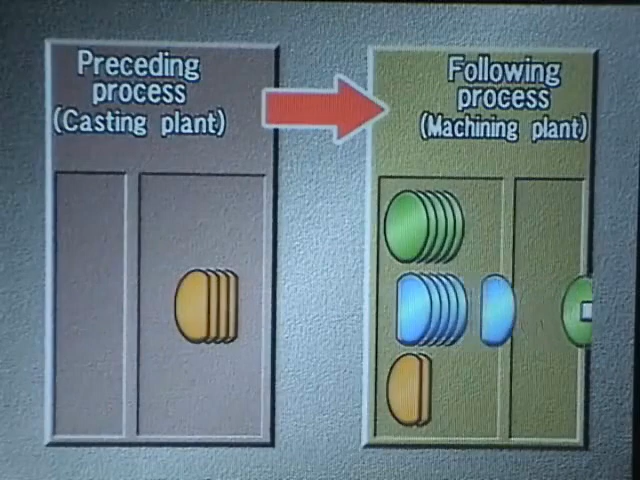 Preceding
process
(Casting plant)
Following
process
(Machining plant)